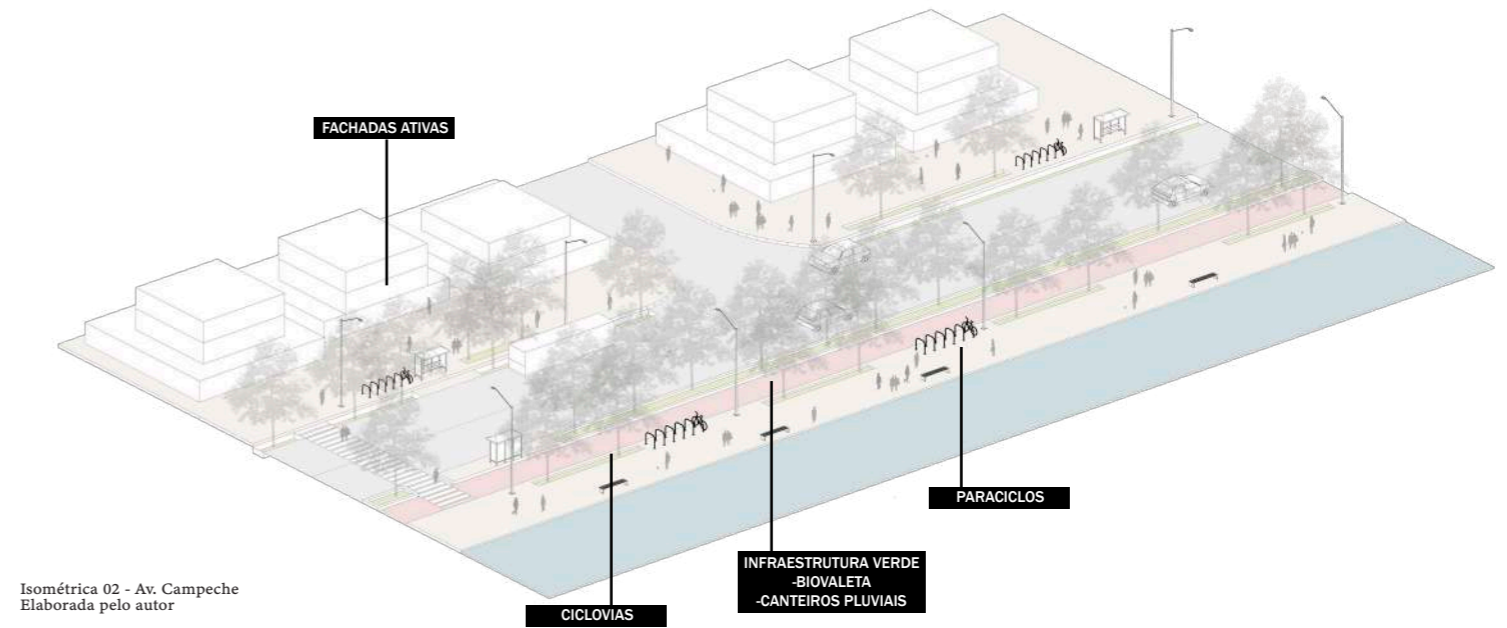 FACHADAS ATIVAS
PARACICLOS
INFRAESTRUTURA VERDE
-BIOVALETA
-CANTEIROS PLUVIAIS
CICLOVIAS
Isométrica 02 - Av. Campeche
Elaborada pelo autor